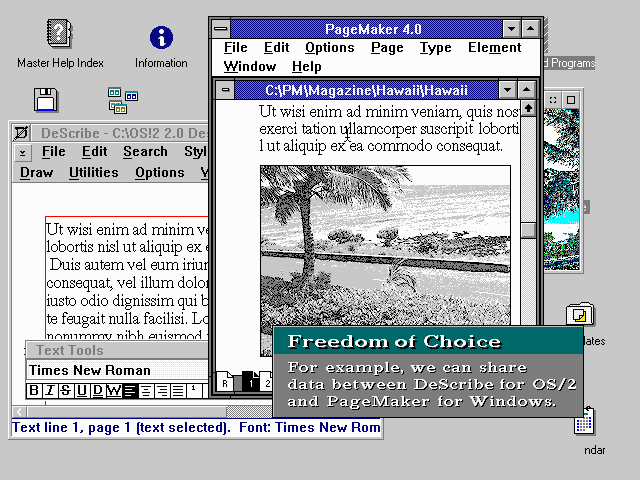 Master Help Index
Information
d Programs
PageMaker 4.0
File Edit Options Page Type Element
Window Help
C:\PM\Magazine\Hawaii\Hawaii
Ut wisi enim ad minim veniam, quis nos
exerci tation ullamcorper suscipit loborti
l ut aliquip ex ea commodo consequat.
R 1 2
DeScribe - C:\OS!2 2.0 Des
File Edit Search Styl
Draw Utilities Options
Ut wisi enim ad minim ve
lobortis nisl ut aliquip ex e
Duis autem vel eum iriur
consequat, vel illum dolor
iusto odio dignissim qui b
te feugait nulla facilisi. Lo
nonummy nibh euismod
Text Tools
Times New Roman
B I S U D W
Text line 1, page 1 (text selected). Font: Times New Rom
lates
ndar
Freedom of Choice
For example, we can share
data between DeScribe for OS/2
and PageMaker for Windows.